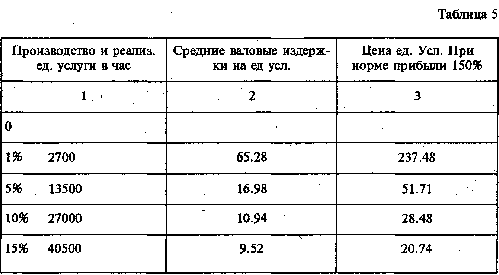 Таблица 5
Производство и реализ. ед. услуги в час
Средние валовые издерж-
ки на ед усл.
Цена ед. Усл. При норме прибыли 150%
1 2 3
0
1% 2700 65.28 237.48
5% 13500 16.98 51.71
10% 27000 10.94 28.48
15% 40500 9.52 20.74